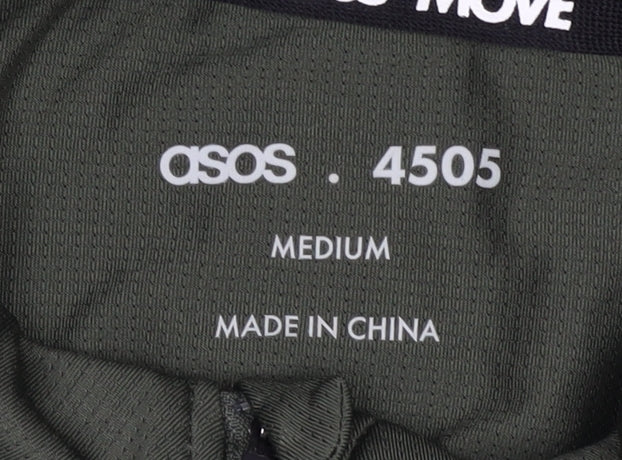 MOVE
asos . 4505
MEDIUM
MADE IN CHINA